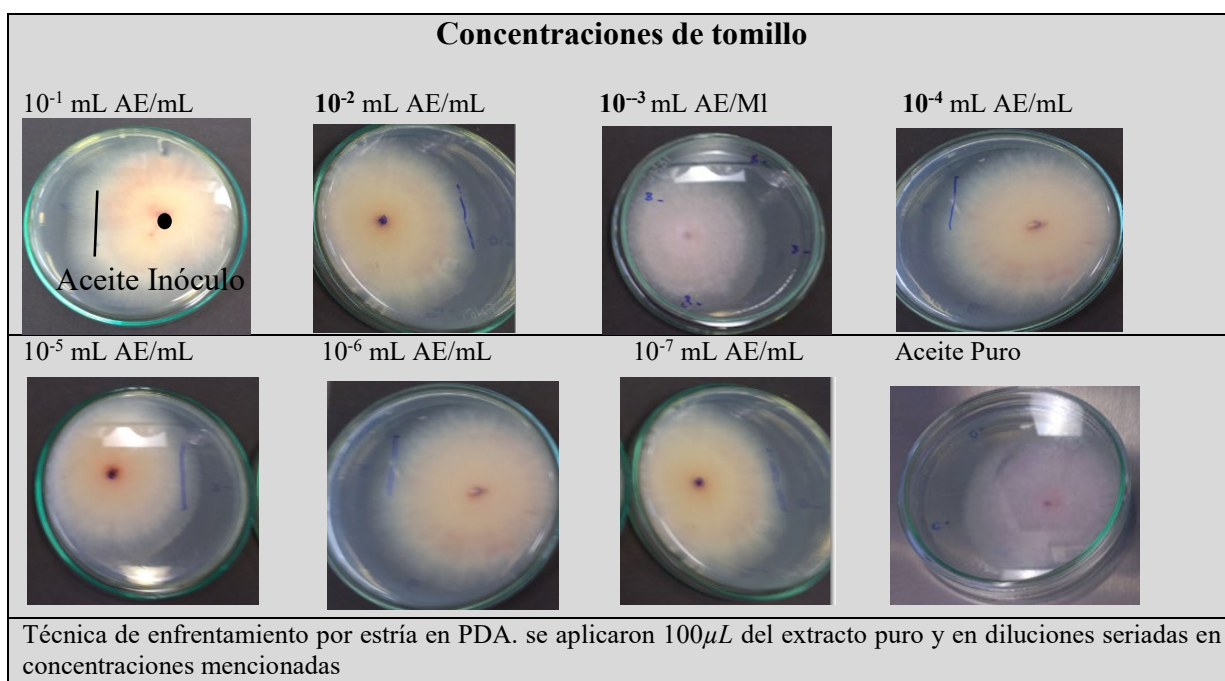 Concentraciones de tomillo
10⁻¹ mL AE/mL 10⁻² mL AE/mL 10⁻⁻³ mL AE/Ml 10⁻⁴ mL AE/mL
Aceite Inóculo
10⁻⁵ mL AE/mL 10⁻⁶ mL AE/mL 10⁻⁷ mL AE/mL Aceite Puro
Técnica de enfrentamiento por estría en PDA. se aplicaron 100µL del extracto puro y en diluciones seriadas en
concentraciones mencionadas